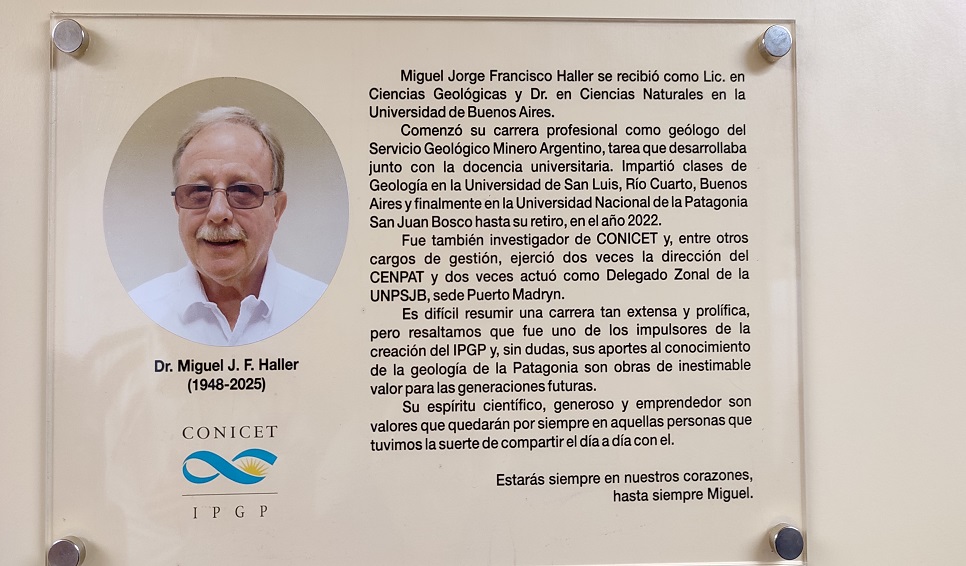 Miguel Jorge Francisco Haller se recibió como Lic. en
Ciencias Geológicas y Dr. en Ciencias Naturales en la
Universidad de Buenos Aires.
Comenzó su carrera profesional como geólogo del
Servicio Geológico Minero Argentino, tarea que desarrollaba
junto con la docencia universitaria. Impartió clases de
Geología en la Universidad de San Luis, Río Cuarto, Buenos
Aires y finalmente en la Universidad Nacional de la Patagonia
San Juan Bosco hasta su retiro, en el año 2022.
Fue también investigador de CONICET y, entre otros
cargos de gestión, ejerció dos veces la dirección del
CENPAT y dos veces actuó como Delegado Zonal de la
UNPSJB, sede Puerto Madryn.
Es difícil resumir una carrera tan extensa y prolífica,
pero resaltamos que fue uno de los impulsores de la
creación del IPGP y, sin dudas, sus aportes al conocimiento
de la geología de la Patagonia son obras de inestimable
valor para las generaciones futuras.
Su espíritu científico, generoso y emprendedor son
valores que quedarán por siempre en aquellas personas que
tuvimos la suerte de compartir el día a día con el.
Estarás siempre en nuestros corazones,
hasta siempre Miguel.
Dr. Miguel J. F. Haller
(1948-2025)
CONICET
I P G P